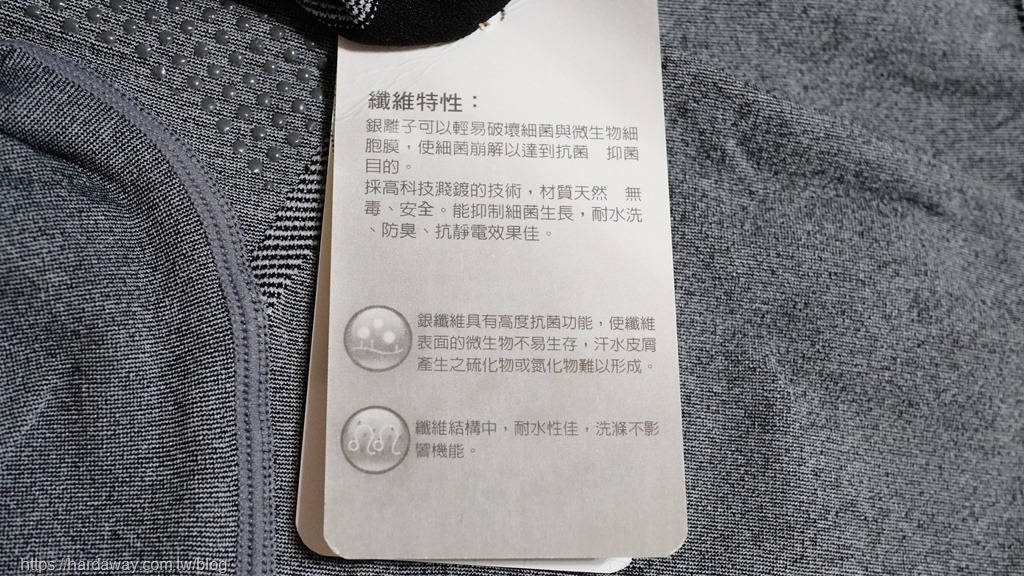 纖維特性：
銀離子可以輕易破壞細菌與微生物細
胞膜，使細菌崩解以達到抗菌　抑菌
目的。
採高科技濺鍍的技術，材質天然　無
毒、安全。能抑制細菌生長，耐水洗
、防臭、抗靜電效果佳。
銀纖維具有高度抗菌功能，使纖維
表面的微生物不易生存，汗水皮屑
產生之硫化物或氮化物難以形成。
纖維結構中，耐水性佳，洗滌不影
響機能。
https://hardaway.com.tw/blog